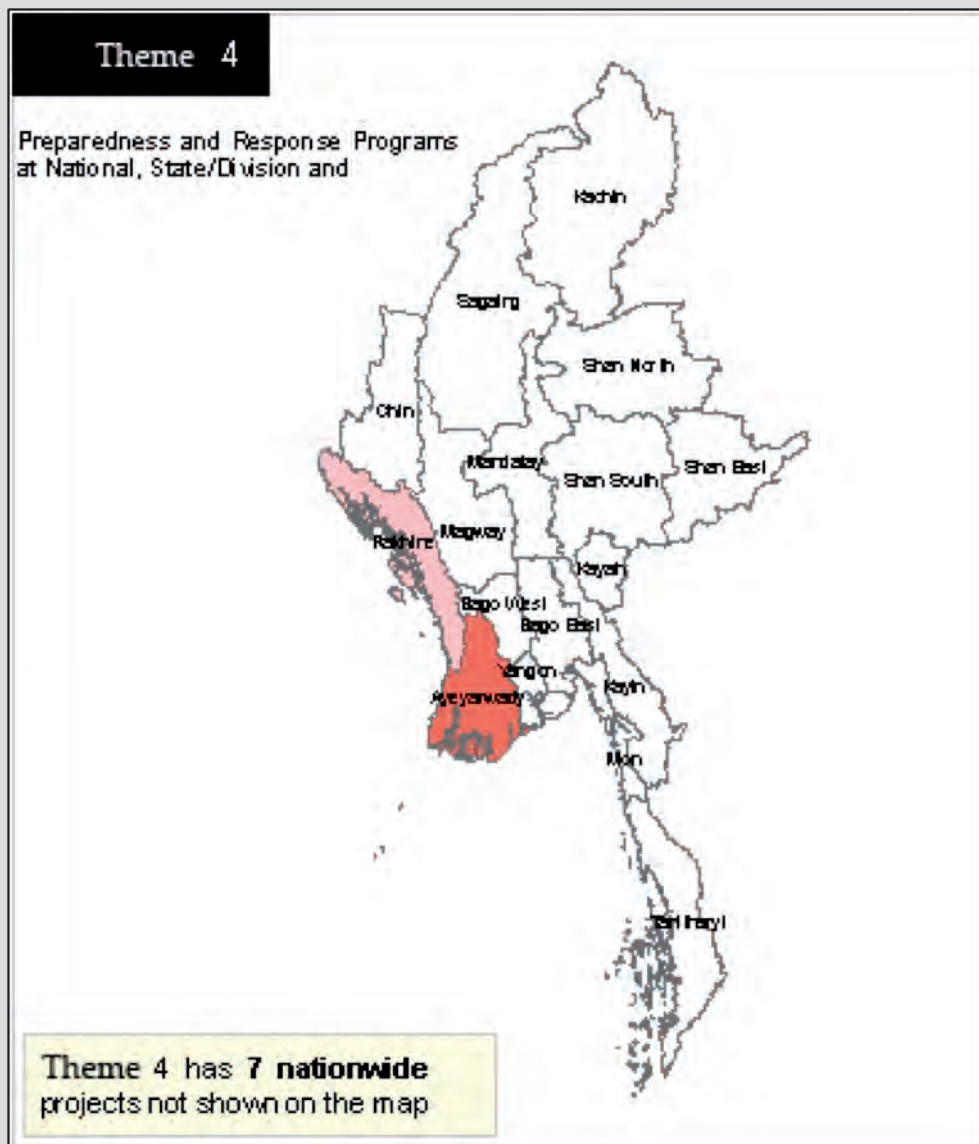 Theme 4
Preparedness and Response Programs
at National, State/Division and
Kachin
Sagaing
Shan North
Chin
Mandalay
Shan South
Shan East
Rakhine
Magway
Kayah
Bago West
Bago East
Yangon
Ayeyarwady
Kayin
Mon
Theme 4 has 7 nationwide
projects not shown on the map